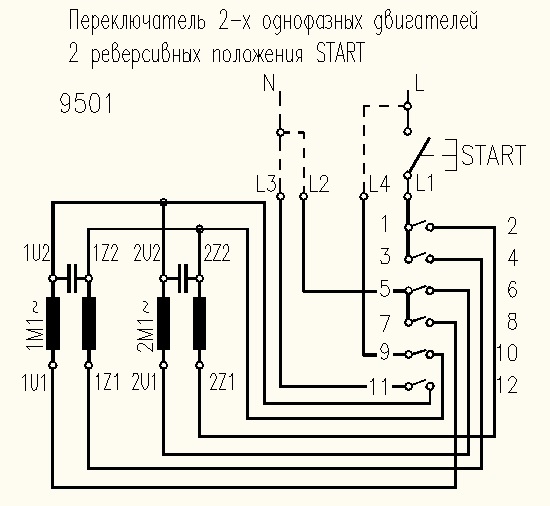 Переключатель 2-х однофазных двигателей
2 реверсивных положения START
9501
N
L
START
L3
L2
L4
L1
1
2
3
4
5
6
7
8
9
10
11
12
1U2
1Z2
2U2
2Z2
1M1~
2M1~
1U1
1Z1
2U1
2Z1